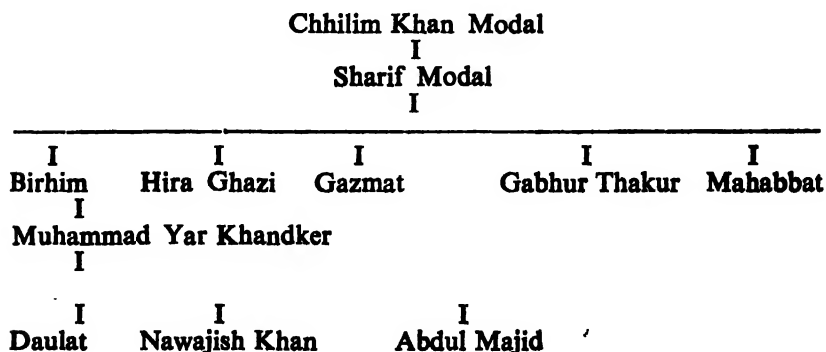 Chhilim Khan Modal
I
Sharif Modal
I
I I I I I
Birhim Hira Ghazi Gazmat Gabhur Thakur Mahabbat
I
Muhammad Yar Khandker
I
I I I
Daulat Nawajish Khan Abdul Majid